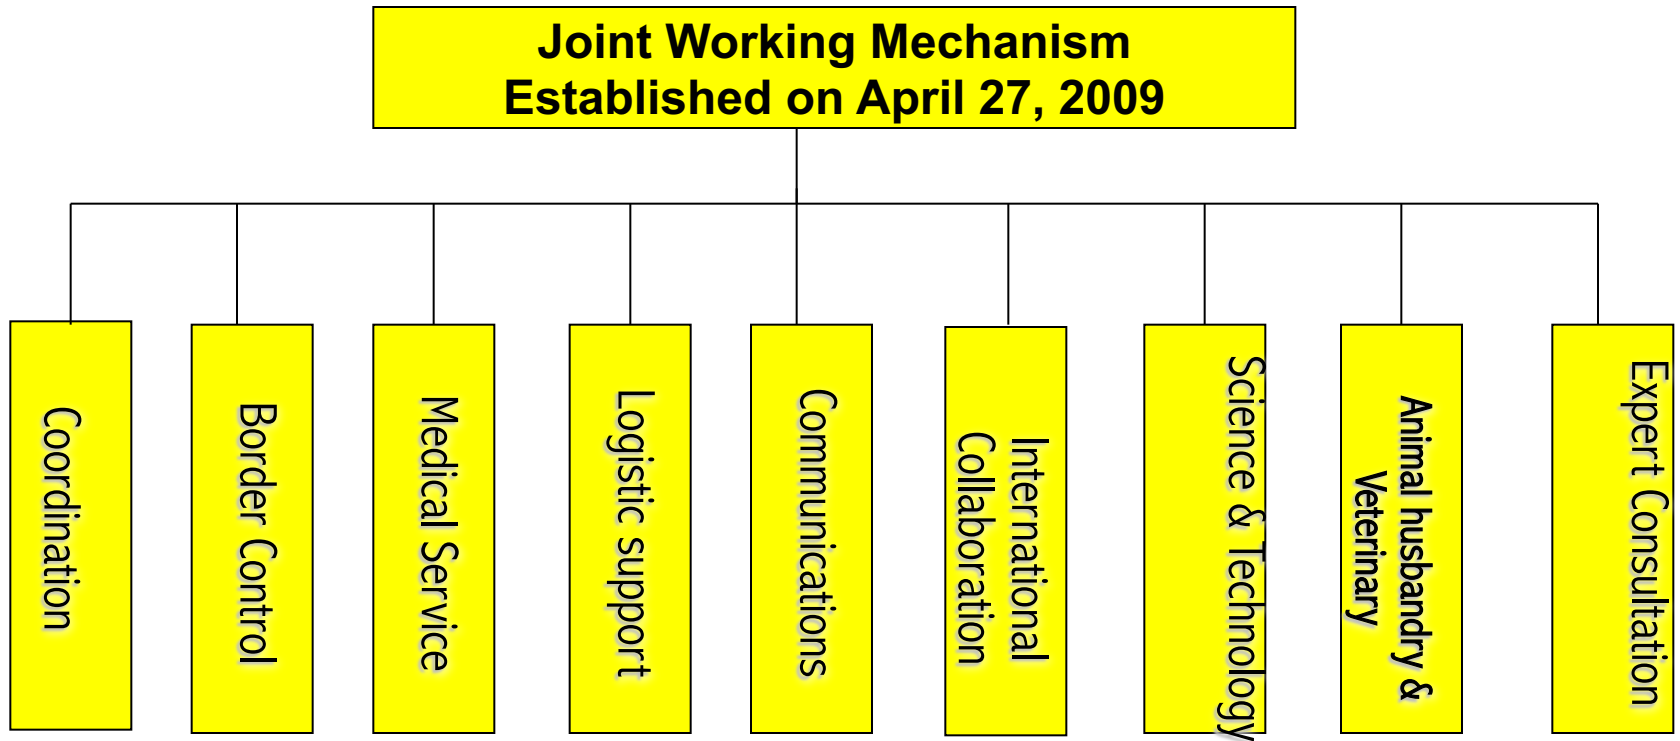 Joint Working Mechanism
Established on April 27, 2009
Coordination
Border Control
Medical Service
Logistic support
Communications
International
Collaboration
Science & Technology
Animal husbandry &
Veterinary
Expert Consultation